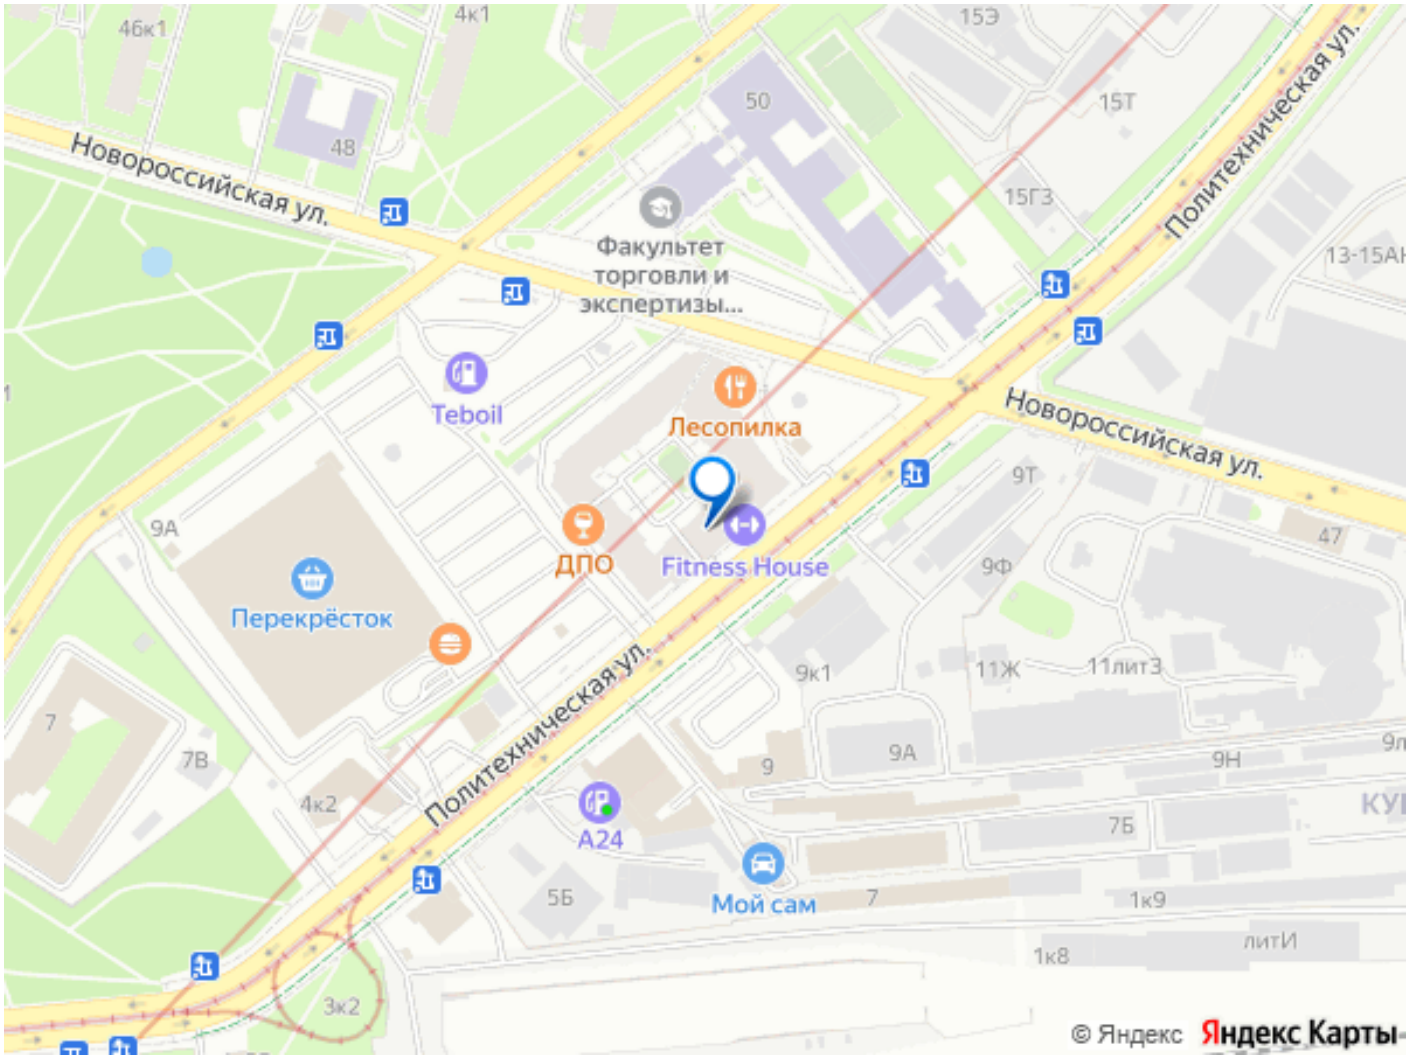 46к1
4к1
15Э
Политехническая ул.
50
15Т
Новороссийская ул.
48
15Г3
Факультет
торговли и
экспертизы...
13-15АН
Teboil
Лесопилка
Новороссийская ул.
9Т
9А
47
ДПО
Fitness House
9Ф
Перекрёсток
Политехническая ул.
9к1
11Ж
11лит3
7
7В
9
9А
9Н
9л
4к2
А24
7Б
КУ
5Б
Мой сам
7
1к9
литИ
1к8
3к2
© Яндекс Яндекс Карты